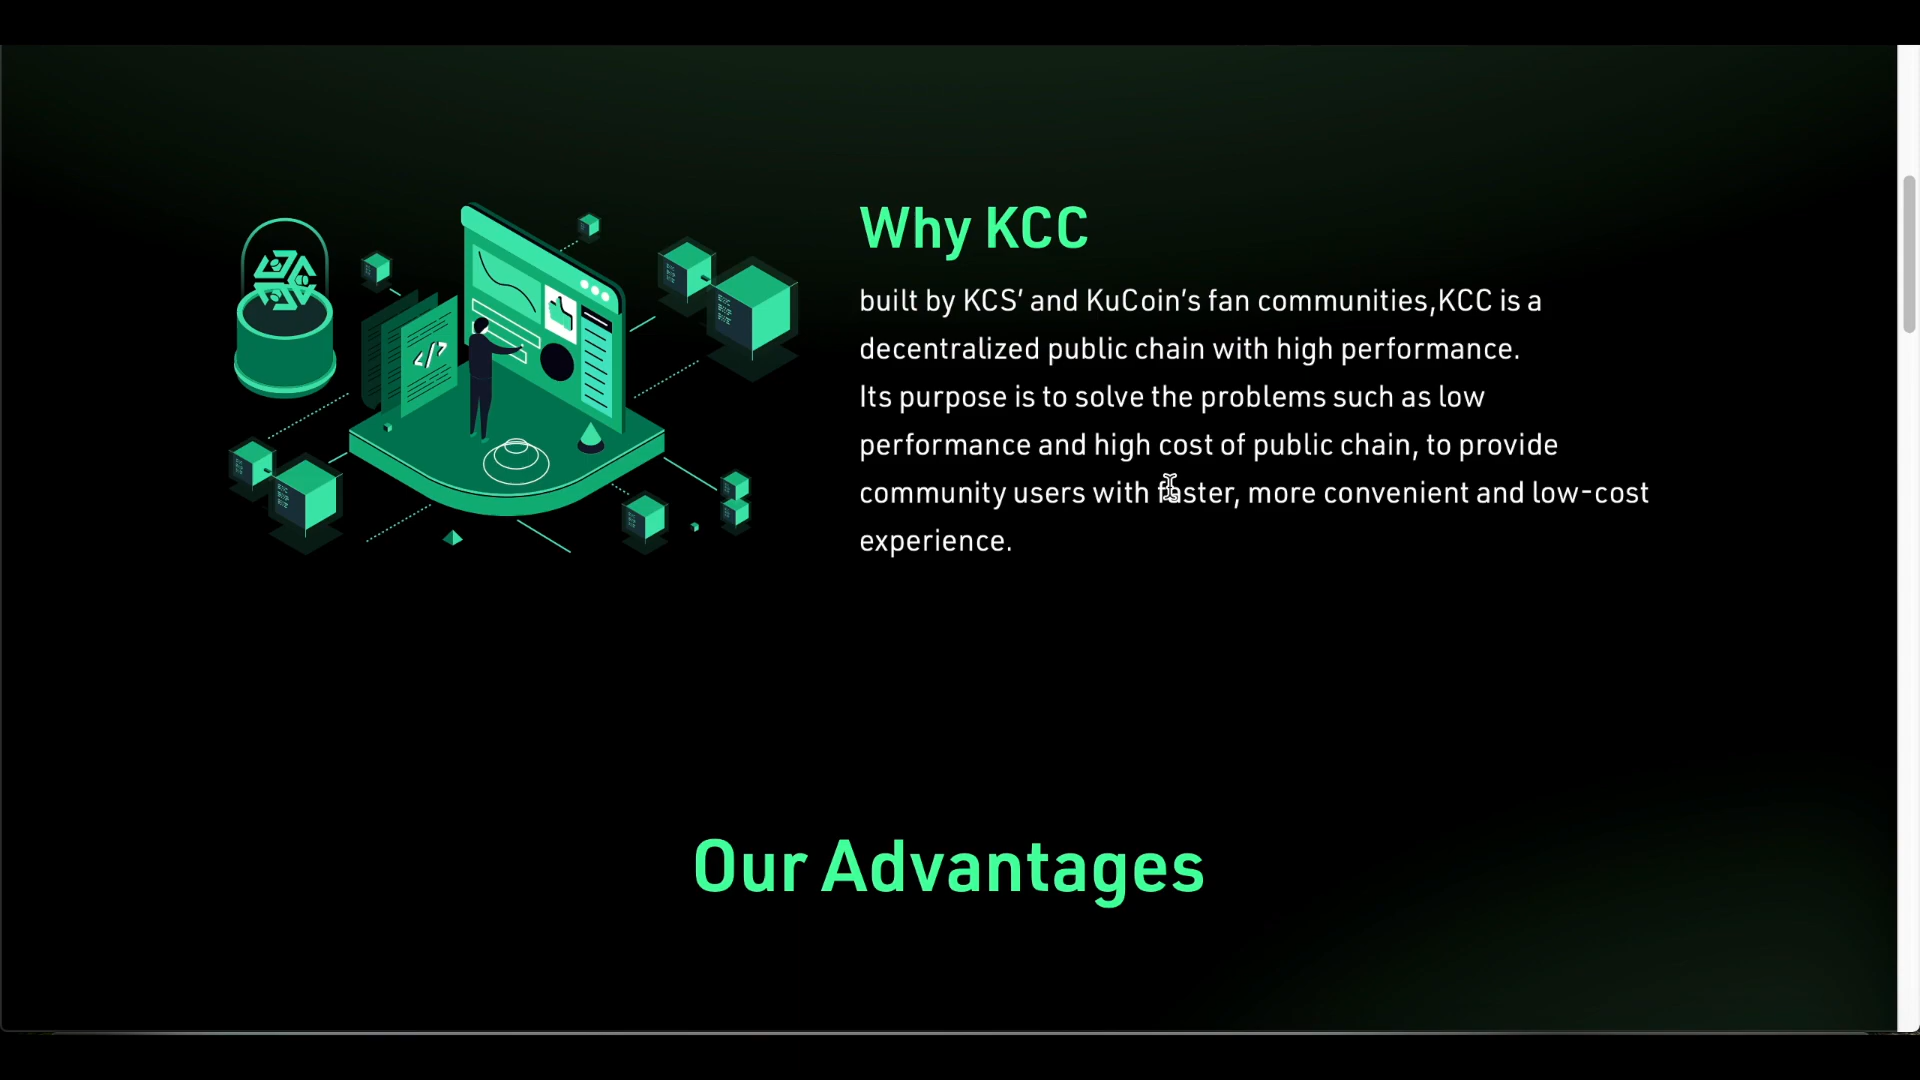 Why KCC
built by KCS’ and KuCoin’s fan communities,KCC is a
decentralized public chain with high performance.
Its purpose is to solve the problems such as low
performance and high cost of public chain, to provide
community users with faster, more convenient and low-cost
experience.
</>
Our Advantages